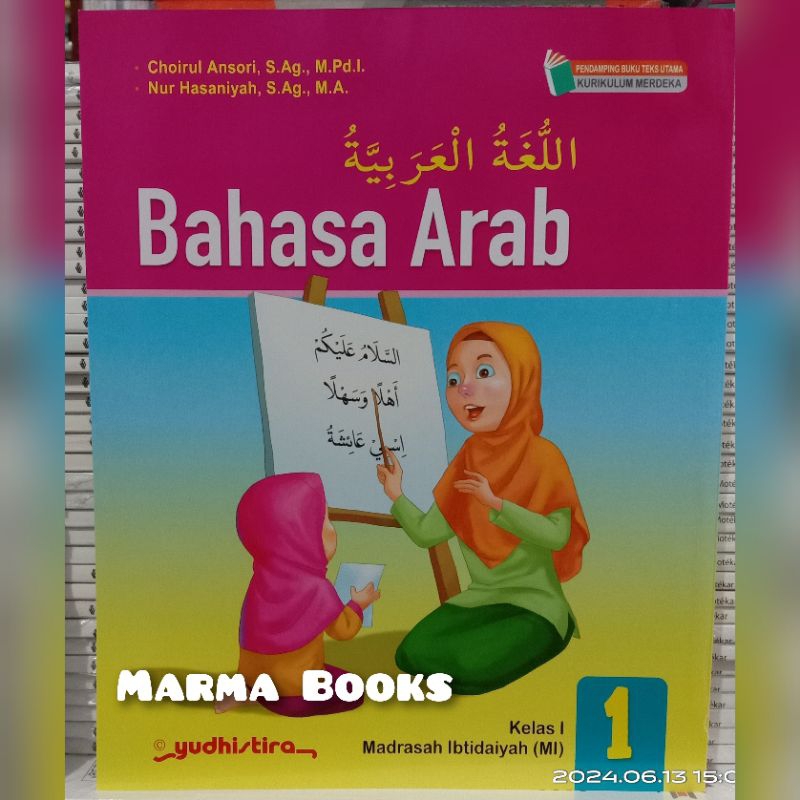 Choirul Ansori, S.Ag., M.Pd.I.
Nur Hasaniyah, S.Ag., M.A.
PENDAMPING BUKU TEKS UTAMA
KURIKULUM MERDEKA
اللُّغَةُ الْعَرَبِيَّةُ
Bahasa Arab
السَّلَامُ عَلَيْكُمْ
أَهْلًا وَسَهْلًا
اِسْمِيْ عَائِشَةُ
MARMA BOOKS
© yudhistira
Kelas I
Madrasah Ibtidaiyah (MI)
1
2024.06.13 15:0